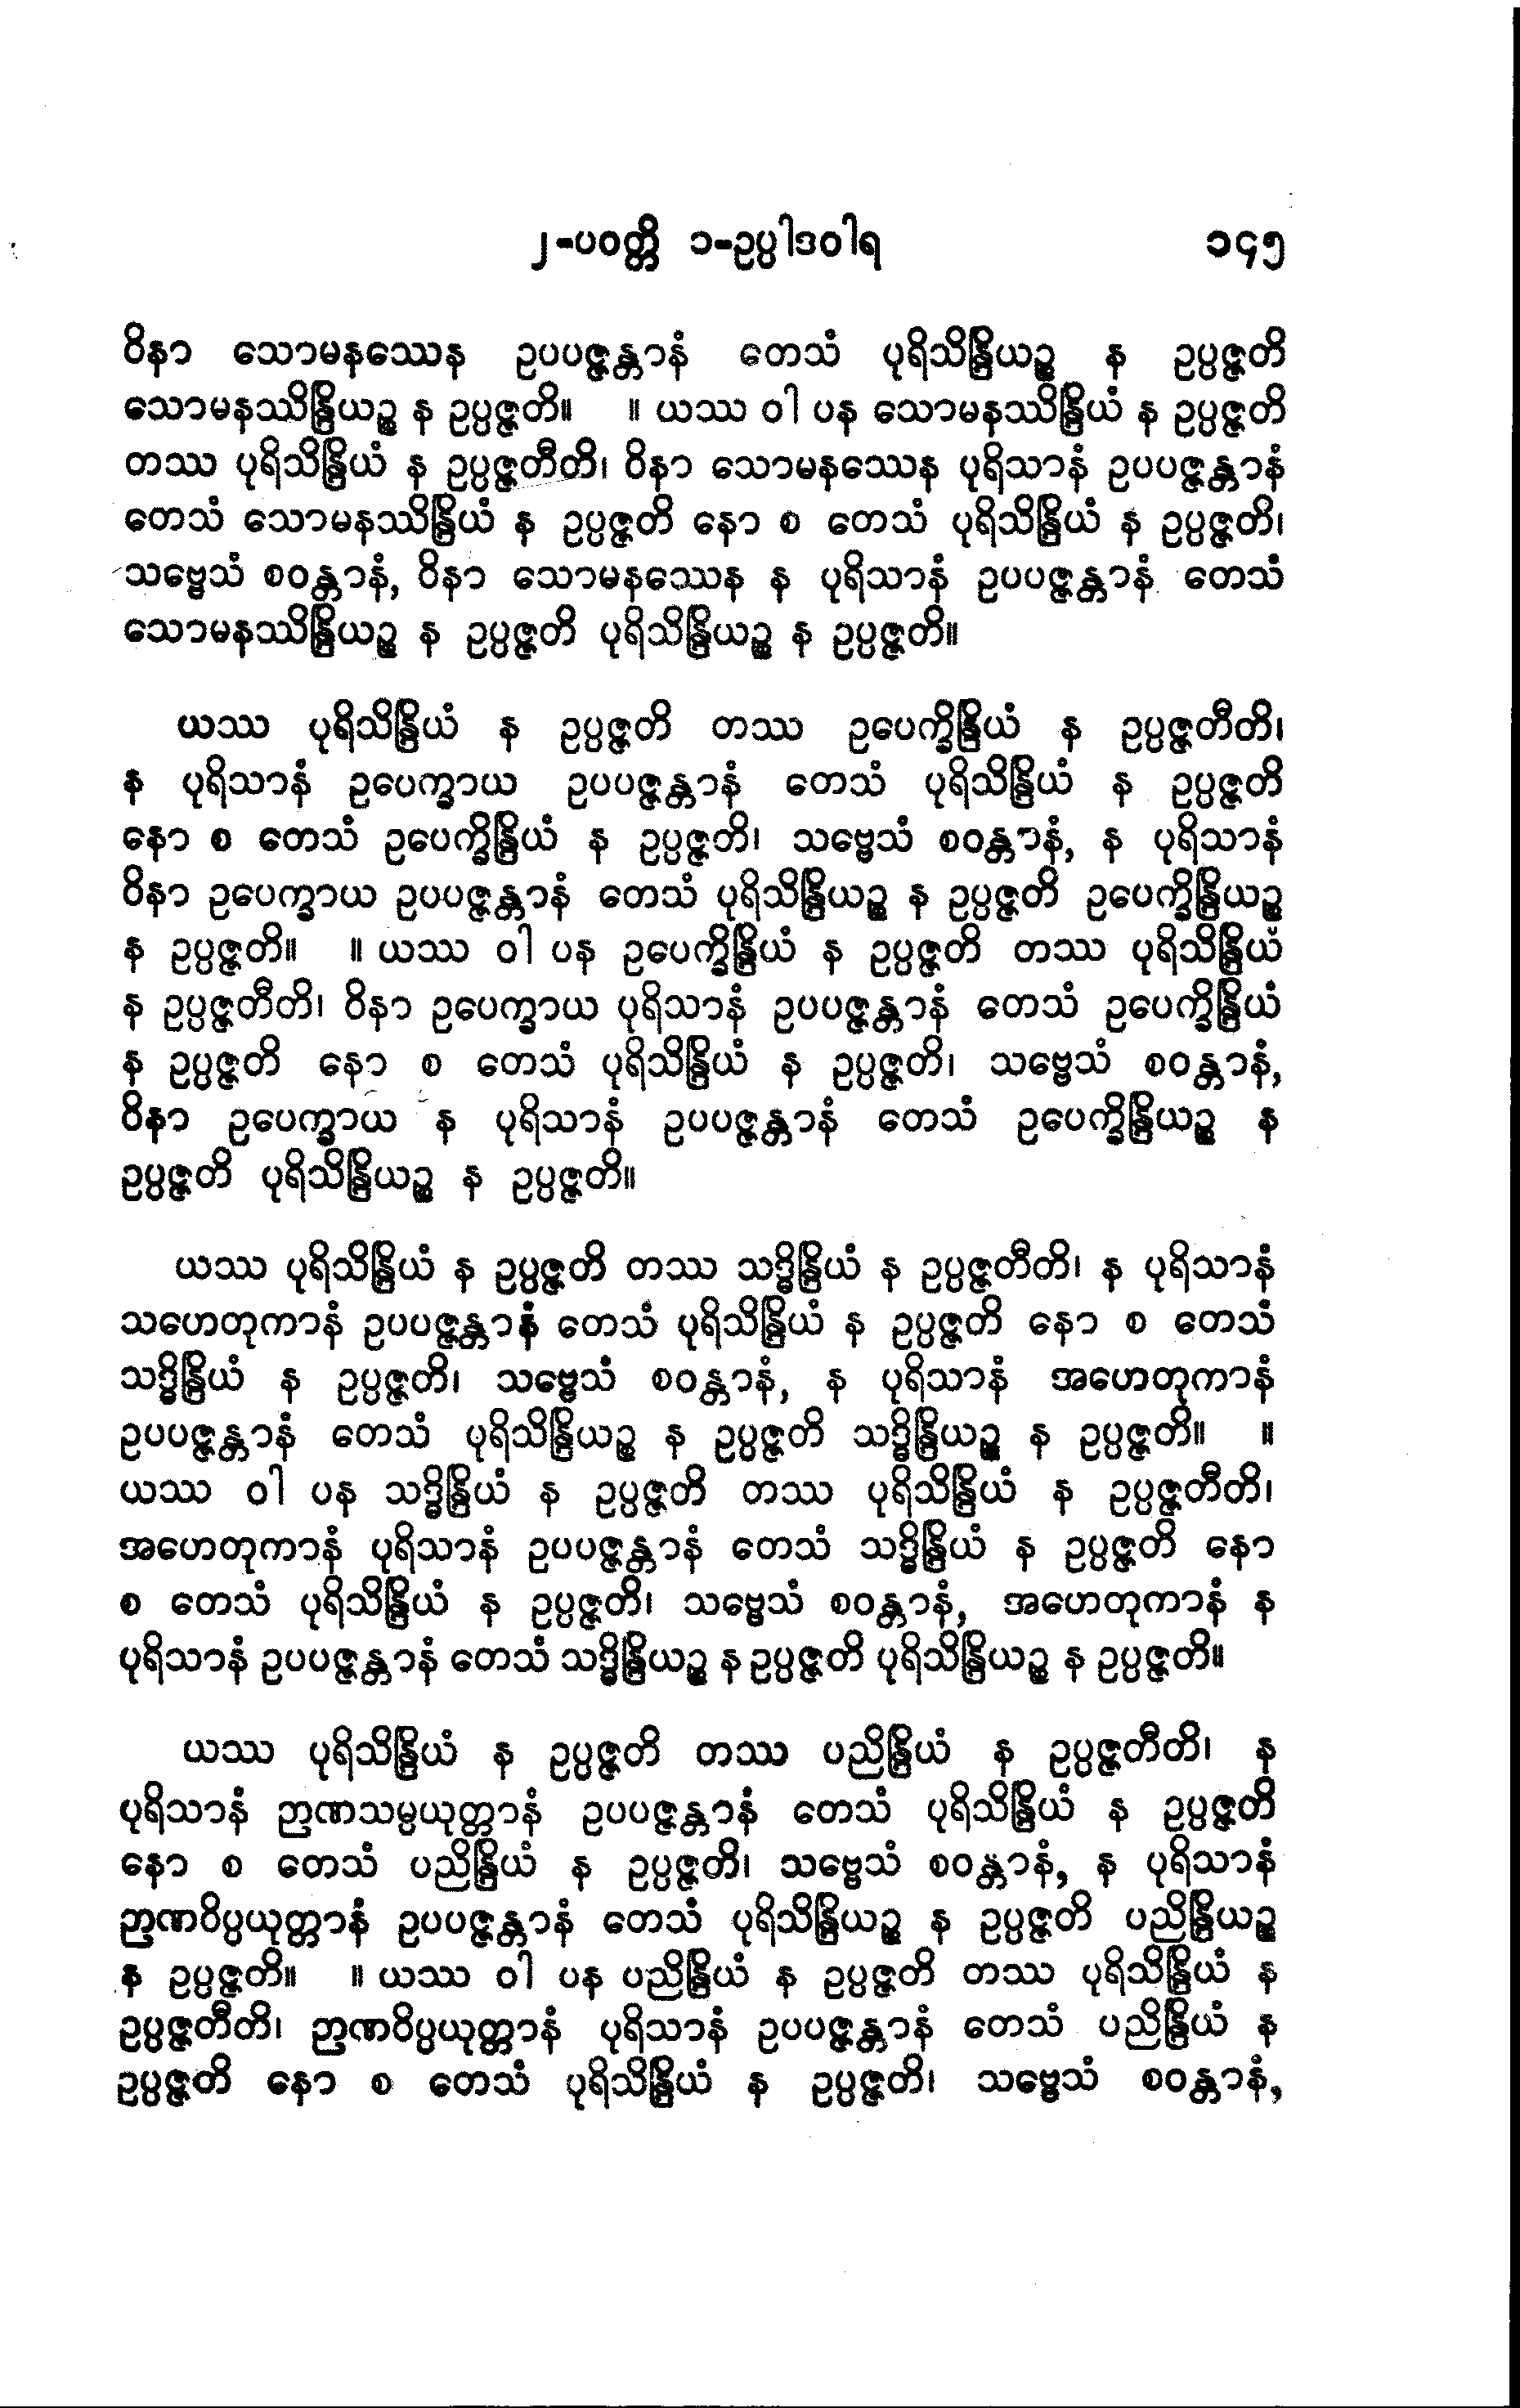 ၂-ပဝတ္တိ ၁-ဥပ္ပါဒဝါရ ၁၄၅
ဝိနာ သောမနဿေန ဥပပဇ္ဇန္တာနံ တေသံ ပုရိသိန္ဒြိယဉ္စ န ဥပ္ပဇ္ဇတိ
သောမနဿိန္ဒြိယဉ္စ န ဥပ္ပဇ္ဇတိ။ ။ ယဿ ဝါ ပန သောမနဿိန္ဒြိယံ န ဥပ္ပဇ္ဇတိ
တဿ ပုရိသိန္ဒြိယံ န ဥပ္ပဇ္ဇတီတိ၊ ဝိနာ သောမနဿေန ပုရိသာနံ ဥပပဇ္ဇန္တာနံ
တေသံ သောမနဿိန္ဒြိယံ န ဥပ္ပဇ္ဇတိ နော စ တေသံ ပုရိသိန္ဒြိယံ န ဥပ္ပဇ္ဇတိ၊
သဗ္ဗေသံ စဝန္တာနံ, ဝိနာ သောမနဿေန န ပုရိသာနံ ဥပပဇ္ဇန္တာနံ တေသံ
သောမနဿိန္ဒြိယဉ္စ န ဥပ္ပဇ္ဇတိ ပုရိသိန္ဒြိယဉ္စ န ဥပ္ပဇ္ဇတိ။
ယဿ ပုရိသိန္ဒြိယံ န ဥပ္ပဇ္ဇတိ တဿ ဥပေက္ခိန္ဒြိယံ န ဥပ္ပဇ္ဇတီတိ၊
န ပုရိသာနံ ဥပေက္ခာယ ဥပပဇ္ဇန္တာနံ တေသံ ပုရိသိန္ဒြိယံ န ဥပ္ပဇ္ဇတိ
နော စ တေသံ ဥပေက္ခိန္ဒြိယံ န ဥပ္ပဇ္ဇတိ၊ သဗ္ဗေသံ စဝန္တာနံ, န ပုရိသာနံ
ဝိနာ ဥပေက္ခာယ ဥပပဇ္ဇန္တာနံ တေသံ ပုရိသိန္ဒြိယဉ္စ န ဥပ္ပဇ္ဇတိ ဥပေက္ခိန္ဒြိယဉ္စ
န ဥပ္ပဇ္ဇတိ။ ။ ယဿ ဝါ ပန ဥပေက္ခိန္ဒြိယံ န ဥပ္ပဇ္ဇတိ တဿ ပုရိသိန္ဒြိယံ
န ဥပ္ပဇ္ဇတီတိ၊ ဝိနာ ဥပေက္ခာယ ပုရိသာနံ ဥပပဇ္ဇန္တာနံ တေသံ ဥပေက္ခိန္ဒြိယံ
န ဥပ္ပဇ္ဇတိ နော စ တေသံ ပုရိသိန္ဒြိယံ န ဥပ္ပဇ္ဇတိ၊ သဗ္ဗေသံ စဝန္တာနံ,
ဝိနာ ဥပေက္ခာယ န ပုရိသာနံ ဥပပဇ္ဇန္တာနံ တေသံ ဥပေက္ခိန္ဒြိယဉ္စ န
ဥပ္ပဇ္ဇတိ ပုရိသိန္ဒြိယဉ္စ န ဥပ္ပဇ္ဇတိ။
ယဿ ပုရိသိန္ဒြိယံ န ဥပ္ပဇ္ဇတိ တဿ သဒ္ဓိန္ဒြိယံ န ဥပ္ပဇ္ဇတီတိ၊ န ပုရိသာနံ
သဟေတုကာနံ ဥပပဇ္ဇန္တာနံ တေသံ ပုရိသိန္ဒြိယံ န ဥပ္ပဇ္ဇတိ နော စ တေသံ
သဒ္ဓိန္ဒြိယံ န ဥပ္ပဇ္ဇတိ၊ သဗ္ဗေသံ စဝန္တာနံ, န ပုရိသာနံ အဟေတုကာနံ
ဥပပဇ္ဇန္တာနံ တေသံ ပုရိသိန္ဒြိယဉ္စ န ဥပ္ပဇ္ဇတိ သဒ္ဓိန္ဒြိယဉ္စ န ဥပ္ပဇ္ဇတိ။ ။
ယဿ ဝါ ပန သဒ္ဓိန္ဒြိယံ န ဥပ္ပဇ္ဇတိ တဿ ပုရိသိန္ဒြိယံ န ဥပ္ပဇ္ဇတီတိ၊
အဟေတုကာနံ ပုရိသာနံ ဥပပဇ္ဇန္တာနံ တေသံ သဒ္ဓိန္ဒြိယံ န ဥပ္ပဇ္ဇတိ နော
စ တေသံ ပုရိသိန္ဒြိယံ န ဥပ္ပဇ္ဇတိ၊ သဗ္ဗေသံ စဝန္တာနံ, အဟေတုကာနံ န
ပုရိသာနံ ဥပပဇ္ဇန္တာနံ တေသံ သဒ္ဓိန္ဒြိယဉ္စ န ဥပ္ပဇ္ဇတိ ပုရိသိန္ဒြိယဉ္စ န ဥပ္ပဇ္ဇတိ။
ယဿ ပုရိသိန္ဒြိယံ န ဥပ္ပဇ္ဇတိ တဿ ပညိန္ဒြိယံ န ဥပ္ပဇ္ဇတီတိ၊ န
ပုရိသာနံ ဉာဏသမ္ပယုတ္တာနံ ဥပပဇ္ဇန္တာနံ တေသံ ပုရိသိန္ဒြိယံ န ဥပ္ပဇ္ဇတိ
နော စ တေသံ ပညိန္ဒြိယံ န ဥပ္ပဇ္ဇတိ၊ သဗ္ဗေသံ စဝန္တာနံ, န ပုရိသာနံ
ဉာဏဝိပ္ပယုတ္တာနံ ဥပပဇ္ဇန္တာနံ တေသံ ပုရိသိန္ဒြိယဉ္စ န ဥပ္ပဇ္ဇတိ ပညိန္ဒြိယဉ္စ
န ဥပ္ပဇ္ဇတိ။ ။ ယဿ ဝါ ပန ပညိန္ဒြိယံ န ဥပ္ပဇ္ဇတိ တဿ ပုရိသိန္ဒြိယံ န
ဥပ္ပဇ္ဇတီတိ၊ ဉာဏဝိပ္ပယုတ္တာနံ ပုရိသာနံ ဥပပဇ္ဇန္တာနံ တေသံ ပညိန္ဒြိယံ န
ဥပ္ပဇ္ဇတိ နော စ တေသံ ပုရိသိန္ဒြိယံ န ဥပ္ပဇ္ဇတိ၊ သဗ္ဗေသံ စဝန္တာနံ,